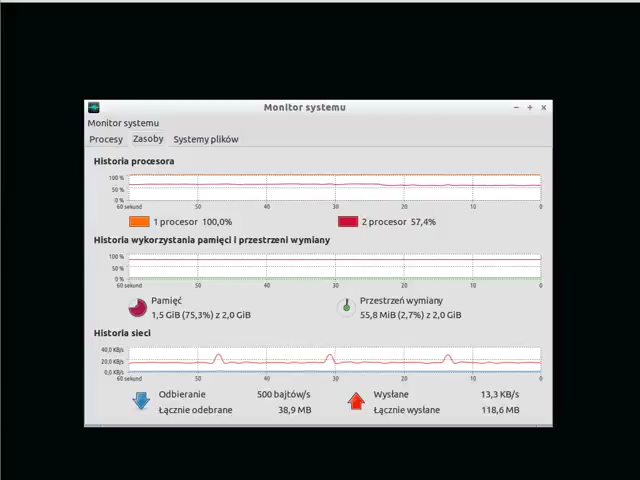 Monitor systemu
Monitor systemu
Procesy Zasoby Systemy plików
Historia procesora
100 %
50 %
0 %
60 sekund 50 40 30 20 10 0
1 procesor 100,0% 2 procesor 57,4%
Historia wykorzystania pamięci i przestrzeni wymiany
100 %
50 %
0 %
60 sekund 50 40 30 20 10 0
Pamięć Przestrzeń wymiany
1,5 GiB (75,3%) z 2,0 GiB 55,8 MiB (2,7%) z 2,0 GiB
Historia sieci
40,0 KB/s
20,0 KB/s
0,0 KB/s
60 sekund 50 40 30 20 10 0
Odbieranie 500 bajtów/s Wysłane 13,3 KB/s
Łącznie odebrane 38,9 MB Łącznie wysłane 118,6 MB